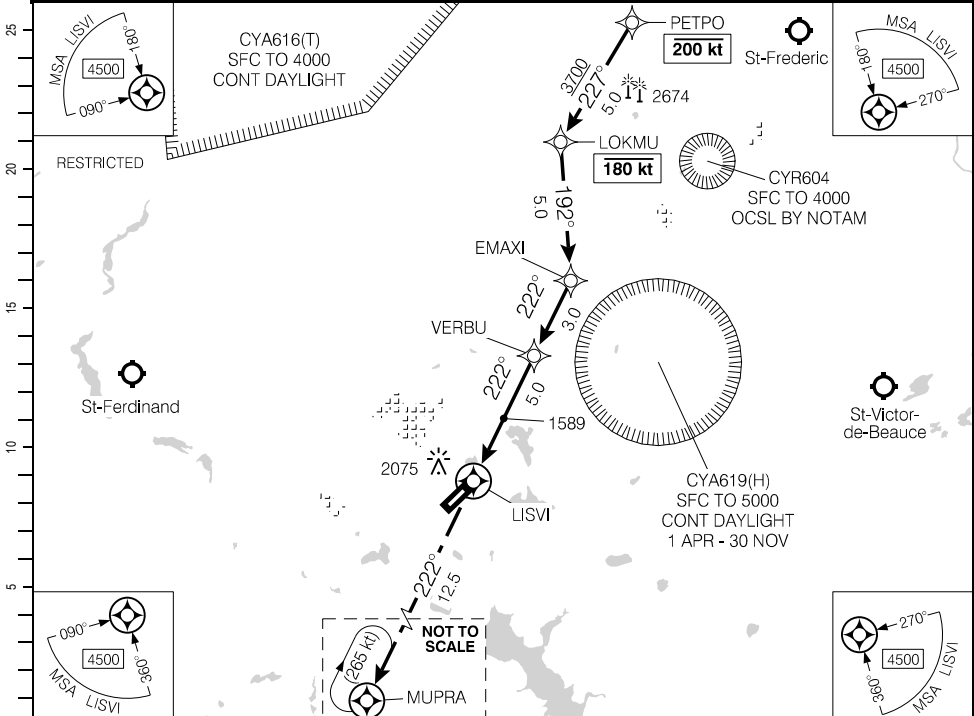 25
20
15
10
5
MSA LISVI
180°
4500
090°
RESTRICTED
CYA616(T)
SFC TO 4000
CONT DAYLIGHT
PETPO
200 kt
St-Frederic
MSA LISVI
180°
4500
270°
3700
227°
5.0
2674
LOKMU
180 kt
CYR604
SFC TO 4000
OCSL BY NOTAM
192°
5.0
EMAXI
222°
3.0
VERBU
222°
5.0
St-Ferdinand
1589
St-Victor-
de-Beauce
2075
LISVI
CYA619(H)
SFC TO 5000
CONT DAYLIGHT
1 APR - 30 NOV
222°
12.5
NOT TO
SCALE
(265 kt)
MUPRA
090°
4500
360°
MSA LISVI
270°
4500
360°
MSA LISVI